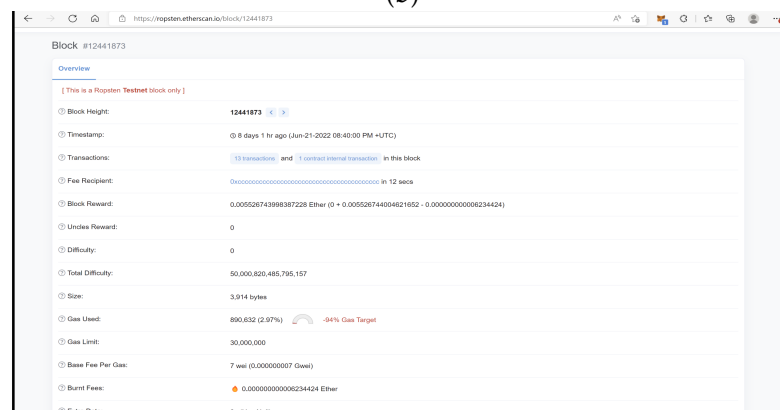 https://ropsten.etherscan.io/block/12441873
Block #12441873
Overview
[ This is a Ropsten Testnet block only ]
Block Height: 12441873 < >
Timestamp: 8 days 1 hr ago (Jun-21-2022 08:40:00 PM +UTC)
Transactions: 13 transactions and 1 contract internal transaction in this block
Fee Recipient: 0xcccccccccccccccccccccccccccccccccccccccc in 12 secs
Block Reward: 0.005526743998387228 Ether (0 + 0.005526744004621652 - 0.000000000006234424)
Uncles Reward: 0
Difficulty: 0
Total Difficulty: 50,000,820,485,795,157
Size: 3,914 bytes
Gas Used: 890,632 (2.97%) -94% Gas Target
Gas Limit: 30,000,000
Base Fee Per Gas: 7 wei (0.000000007 Gwei)
Burnt Fees: 0.000000000006234424 Ether